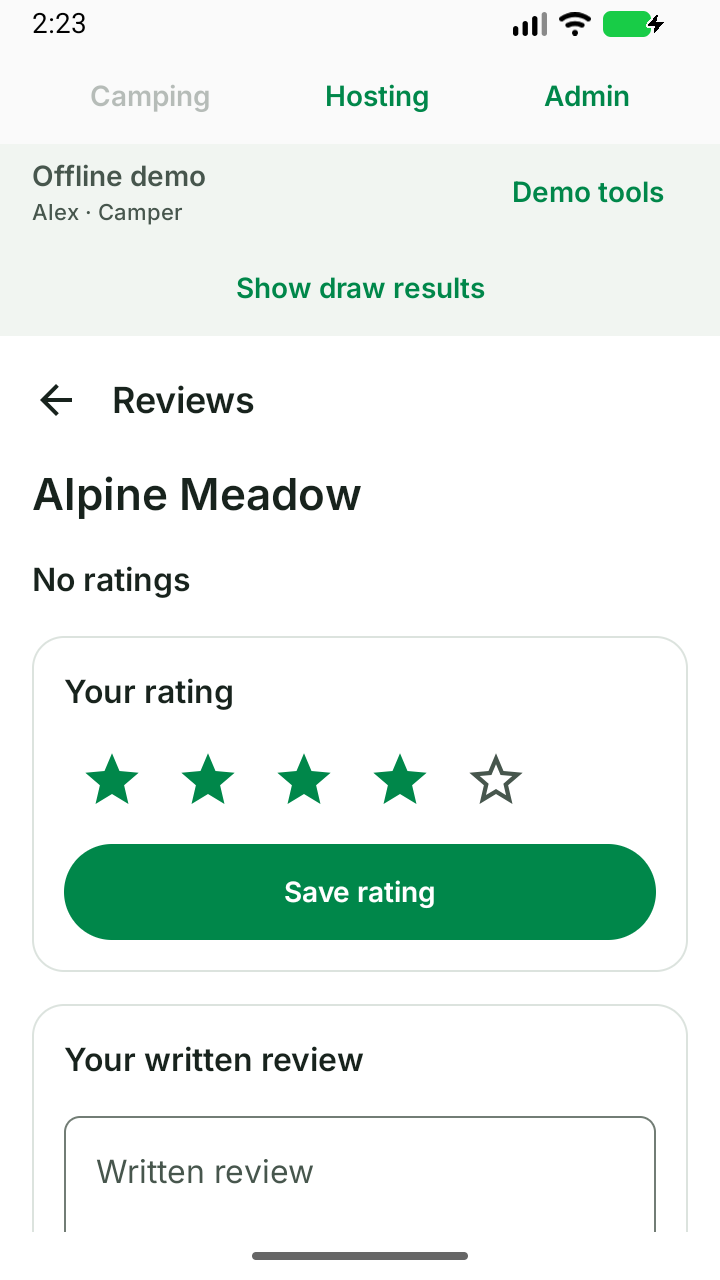 2:23
Camping Hosting Admin
Offline demo
Alex · Camper
Demo tools
Show draw results
Reviews
Alpine Meadow
No ratings
Your rating
Save rating
Your written review
Written review